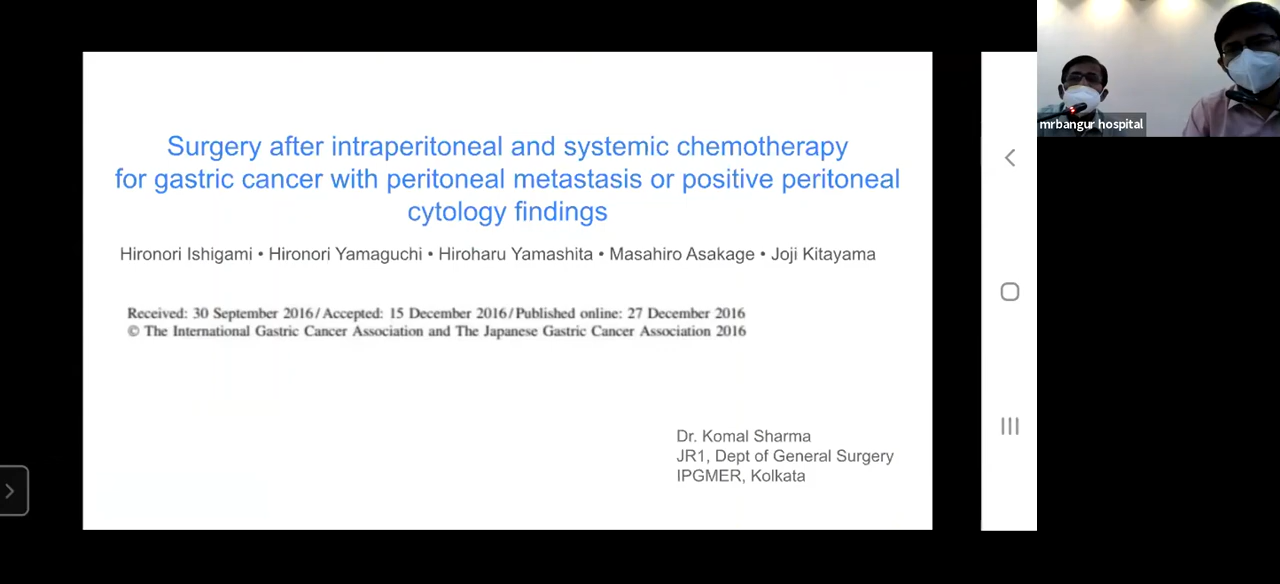 Surgery after intraperitoneal and systemic chemotherapy
for gastric cancer with peritoneal metastasis or positive peritoneal
cytology findings
Hironori Ishigami • Hironori Yamaguchi • Hiroharu Yamashita • Masahiro Asakage • Joji Kitayama
Received: 30 September 2016 / Accepted: 15 December 2016 / Published online: 27 December 2016
© The International Gastric Cancer Association and The Japanese Gastric Cancer Association 2016
Dr. Komal Sharma
JR1, Dept of General Surgery
IPGMER, Kolkata
mrbangur hospital